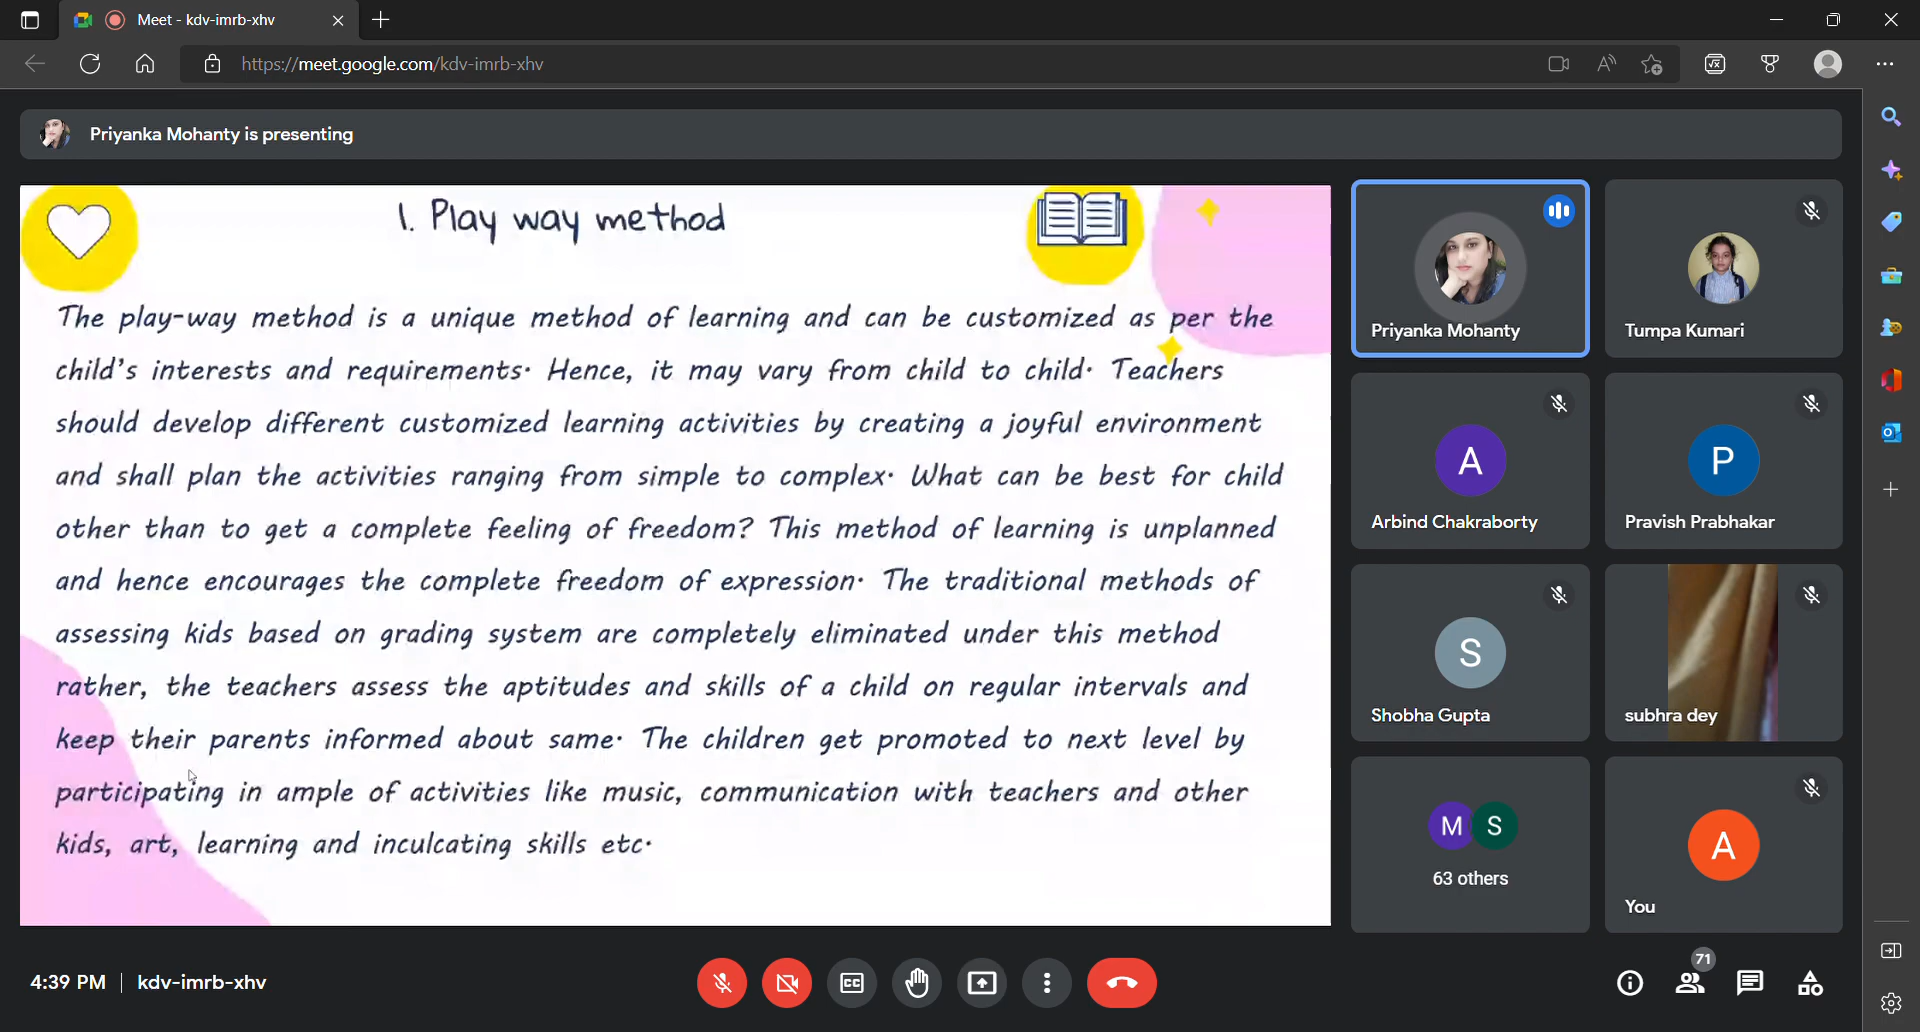 Meet - kdv-imrb-xhv
https://meet.google.com/kdv-imrb-xhv
Priyanka Mohanty is presenting
1. Play way method
The play-way method is a unique method of learning and can be customized as per the
child's interests and requirements. Hence, it may vary from child to child. Teachers
should develop different customized learning activities by creating a joyful environment
and shall plan the activities ranging from simple to complex. What can be best for child
other than to get a complete feeling of freedom? This method of learning is unplanned
and hence encourages the complete freedom of expression. The traditional methods of
assessing kids based on grading system are completely eliminated under this method
rather, the teachers assess the aptitudes and skills of a child on regular intervals and
keep their parents informed about same. The children get promoted to next level by
participating in ample of activities like music, communication with teachers and other
kids, art, learning and inculcating skills etc.
Priyanka Mohanty
Tumpa Kumari
A
Arbind Chakraborty
P
Pravish Prabhakar
S
Shobha Gupta
subhra dey
M S
63 others
A
You
4:39 PM | kdv-imrb-xhv
CC
71